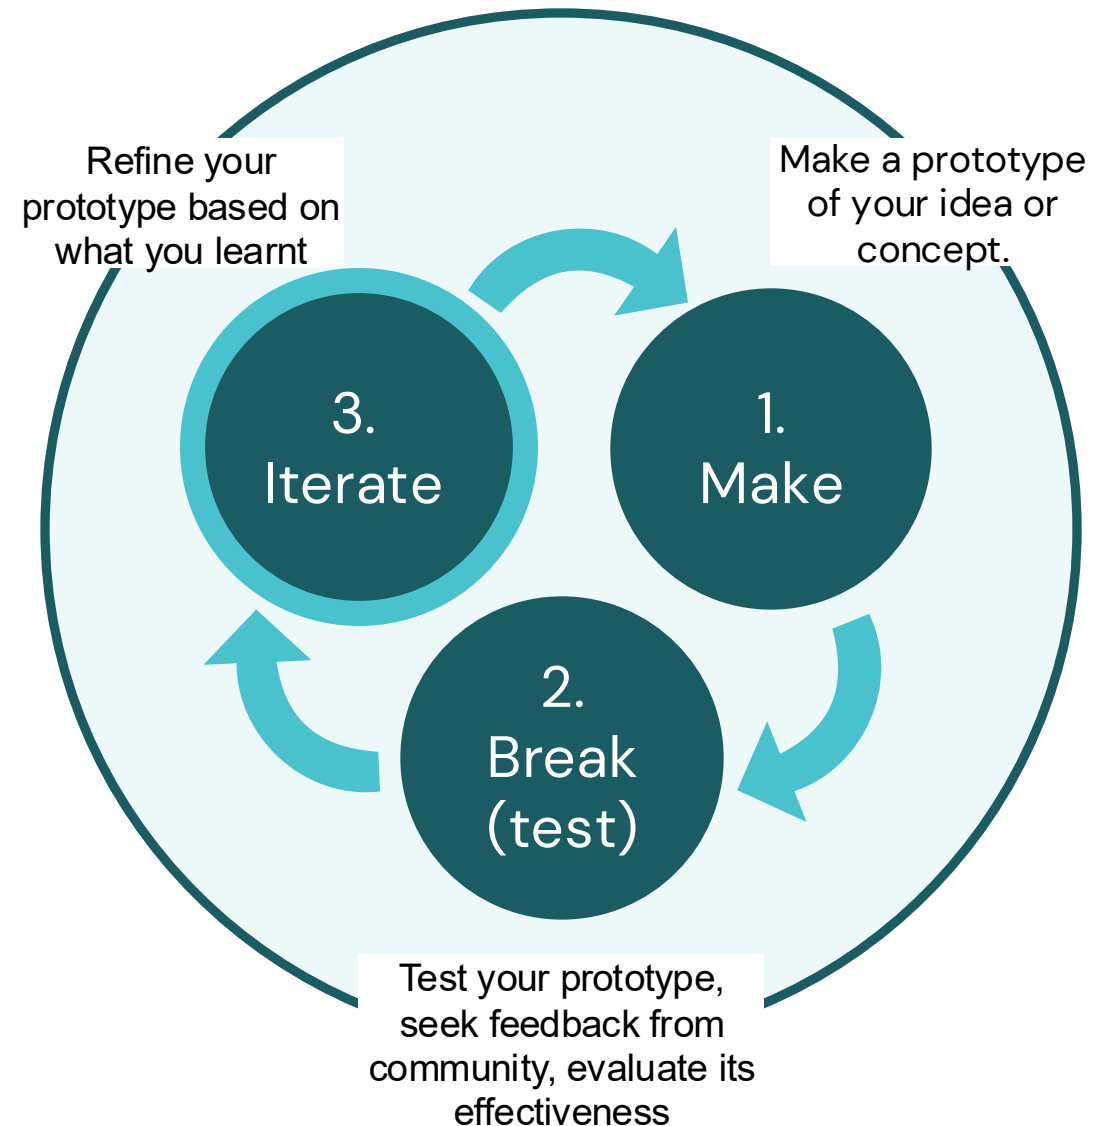 Refine your
prototype based on
what you learnt
Make a prototype
of your idea or
concept.
3.
Iterate
1.
Make
2.
Break
(test)
Test your prototype,
seek feedback from
community, evaluate its
effectiveness